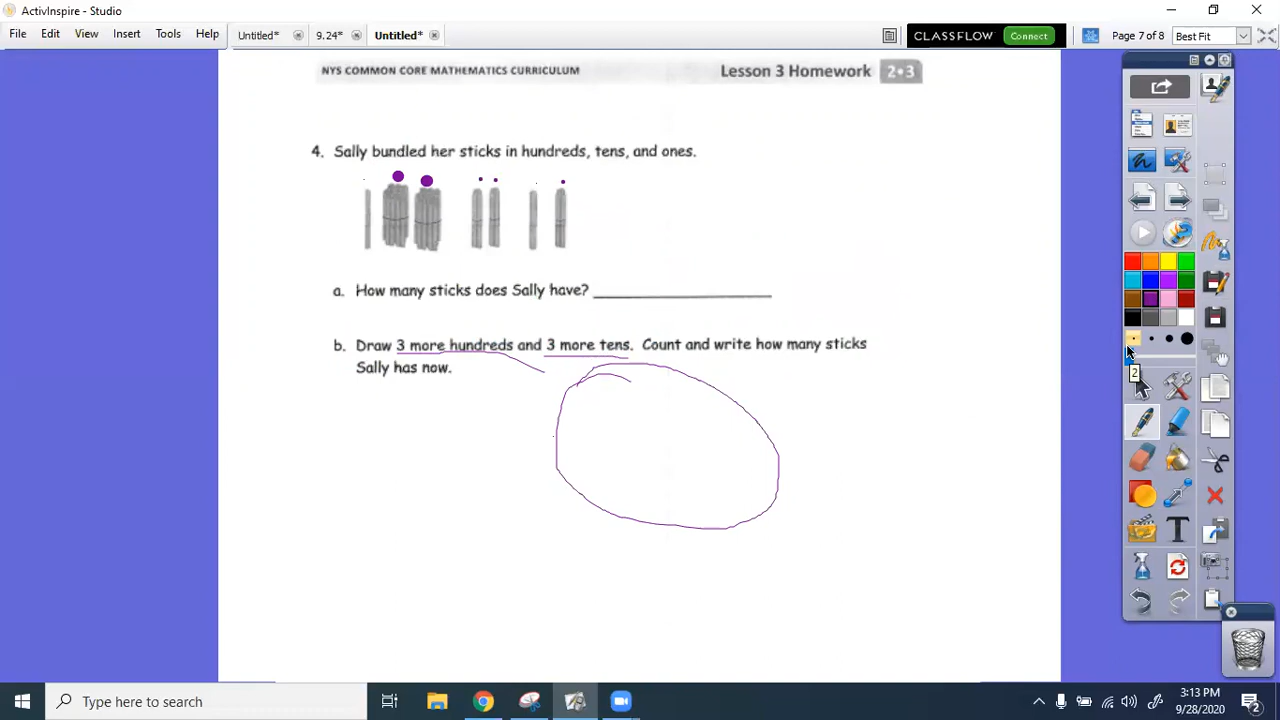 ActivInspire - Studio
File Edit View Insert Tools Help Untitled* 9.24* Untitled* CLASSFLOW Connect Page 7 of 8 Best Fit
NYS COMMON CORE MATHEMATICS CURRICULUM Lesson 3 Homework 2•3
4. Sally bundled her sticks in hundreds, tens, and ones.
a. How many sticks does Sally have? ____________________
b. Draw 3 more hundreds and 3 more tens. Count and write how many sticks
Sally has now.
2
Type here to search
3:13 PM
9/28/2020
2